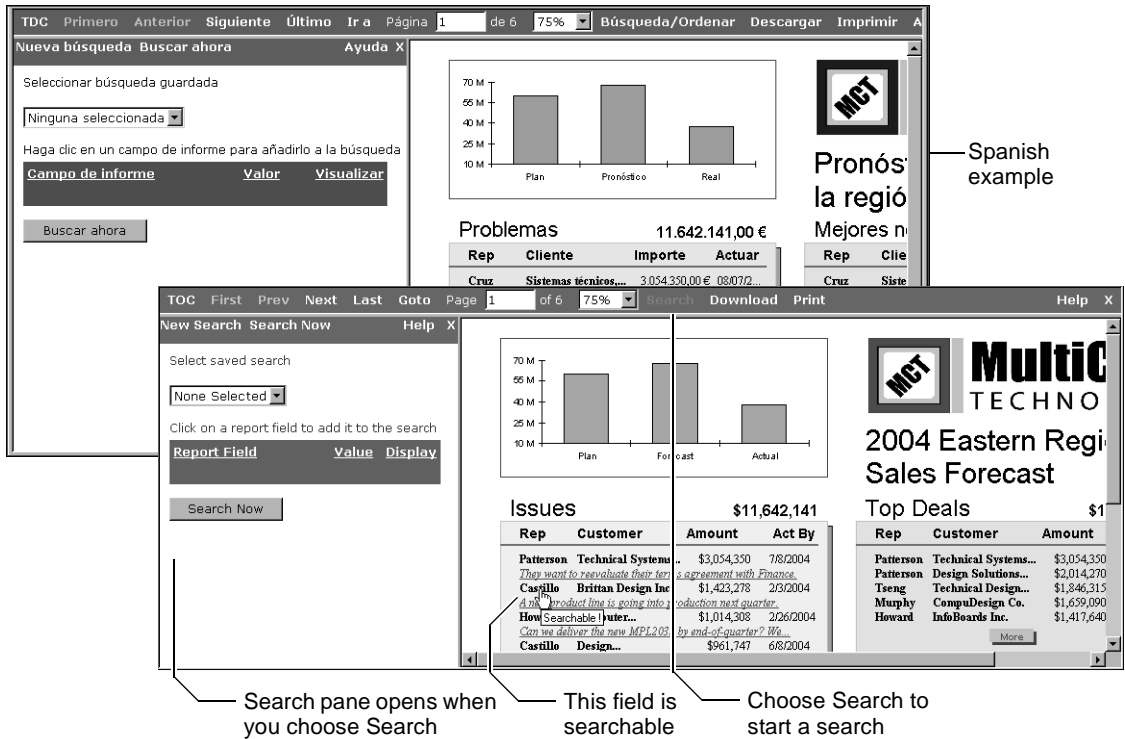 TDC Primero Anterior Siguiente Último Ir a Página 1 de 6 75% Búsqueda/Ordenar Descargar Imprimir A
Nueva búsqueda Buscar ahora Ayuda X
Seleccionar búsqueda guardada
Ninguna seleccionada
Haga clic en un campo de informe para añadirlo a la búsqueda
Campo de informe Valor Visualizar
Buscar ahora
70 M
55 M
40 M
25 M
10 M
Plan Pronóstico Real
MCT
Pronós
la regió
Problemas 11.642.141,00 €
Rep Cliente Importe Actuar
Cruz Sistemas técnicos,... 3.054.350,00 € 08/07/2...
Mejores n
Rep Clie
Cruz Siste
Spanish
example
TOC First Prev Next Last Goto Page 1 of 6 75% Search Download Print Help X
New Search Search Now Help X
Select saved search
None Selected
Click on a report field to add it to the search
Report Field Value Display
Search Now
70 M
55 M
40 M
25 M
10 M
Plan Forecast Actual
MCT
MultiC
TECHNO
2004 Eastern Regi
Sales Forecast
Issues $11,642,141
Rep Customer Amount Act By
Patterson Technical Systems... $3,054,350 7/8/2004
They want to reevaluate their terms agreement with Finance.
Castillo Brittan Design Inc $1,423,278 2/3/2004
A new product line is going into production next quarter.
How Searchable ! puter... $1,014,308 2/26/2004
Can we deliver the new MPL203 by end-of-quarter? We...
Castillo Design... $961,747 6/8/2004
Top Deals $1
Rep Customer Amount
Patterson Technical Systems... $3,054,350
Patterson Design Solutions... $2,014,270
Tseng Technical Design... $1,846,315
Murphy CompuDesign Co. $1,659,090
Howard InfoBoards Inc. $1,417,640
More
Search pane opens when
you choose Search
This field is
searchable
Choose Search to
start a search